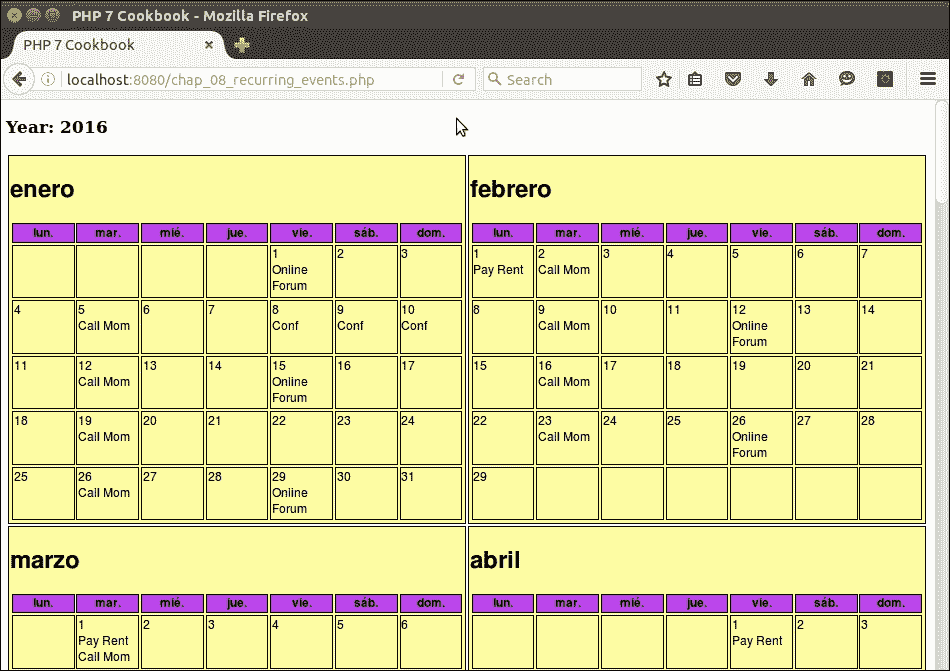 PHP 7 Cookbook - Mozilla Firefox
PHP 7 Cookbook
localhost:8080/chap_08_recurring_events.php
Search
Year: 2016
enero
lun. mar. mié. jue. vie. sáb. dom.
1 2 3
Online
Forum
4 5 6 7 8 9 10
Call Mom Conf Conf Conf
11 12 13 14 15 16 17
Call Mom Online
Forum
18 19 20 21 22 23 24
Call Mom
25 26 27 28 29 30 31
Call Mom Online
Forum
febrero
lun. mar. mié. jue. vie. sáb. dom.
1 2 3 4 5 6 7
Pay Rent Call Mom
8 9 10 11 12 13 14
Call Mom Online
Forum
15 16 17 18 19 20 21
Call Mom
22 23 24 25 26 27 28
Call Mom Online
Forum
29
marzo
lun. mar. mié. jue. vie. sáb. dom.
1 2 3 4 5 6
Pay Rent
Call Mom
abril
lun. mar. mié. jue. vie. sáb. dom.
1 2 3
Pay Rent